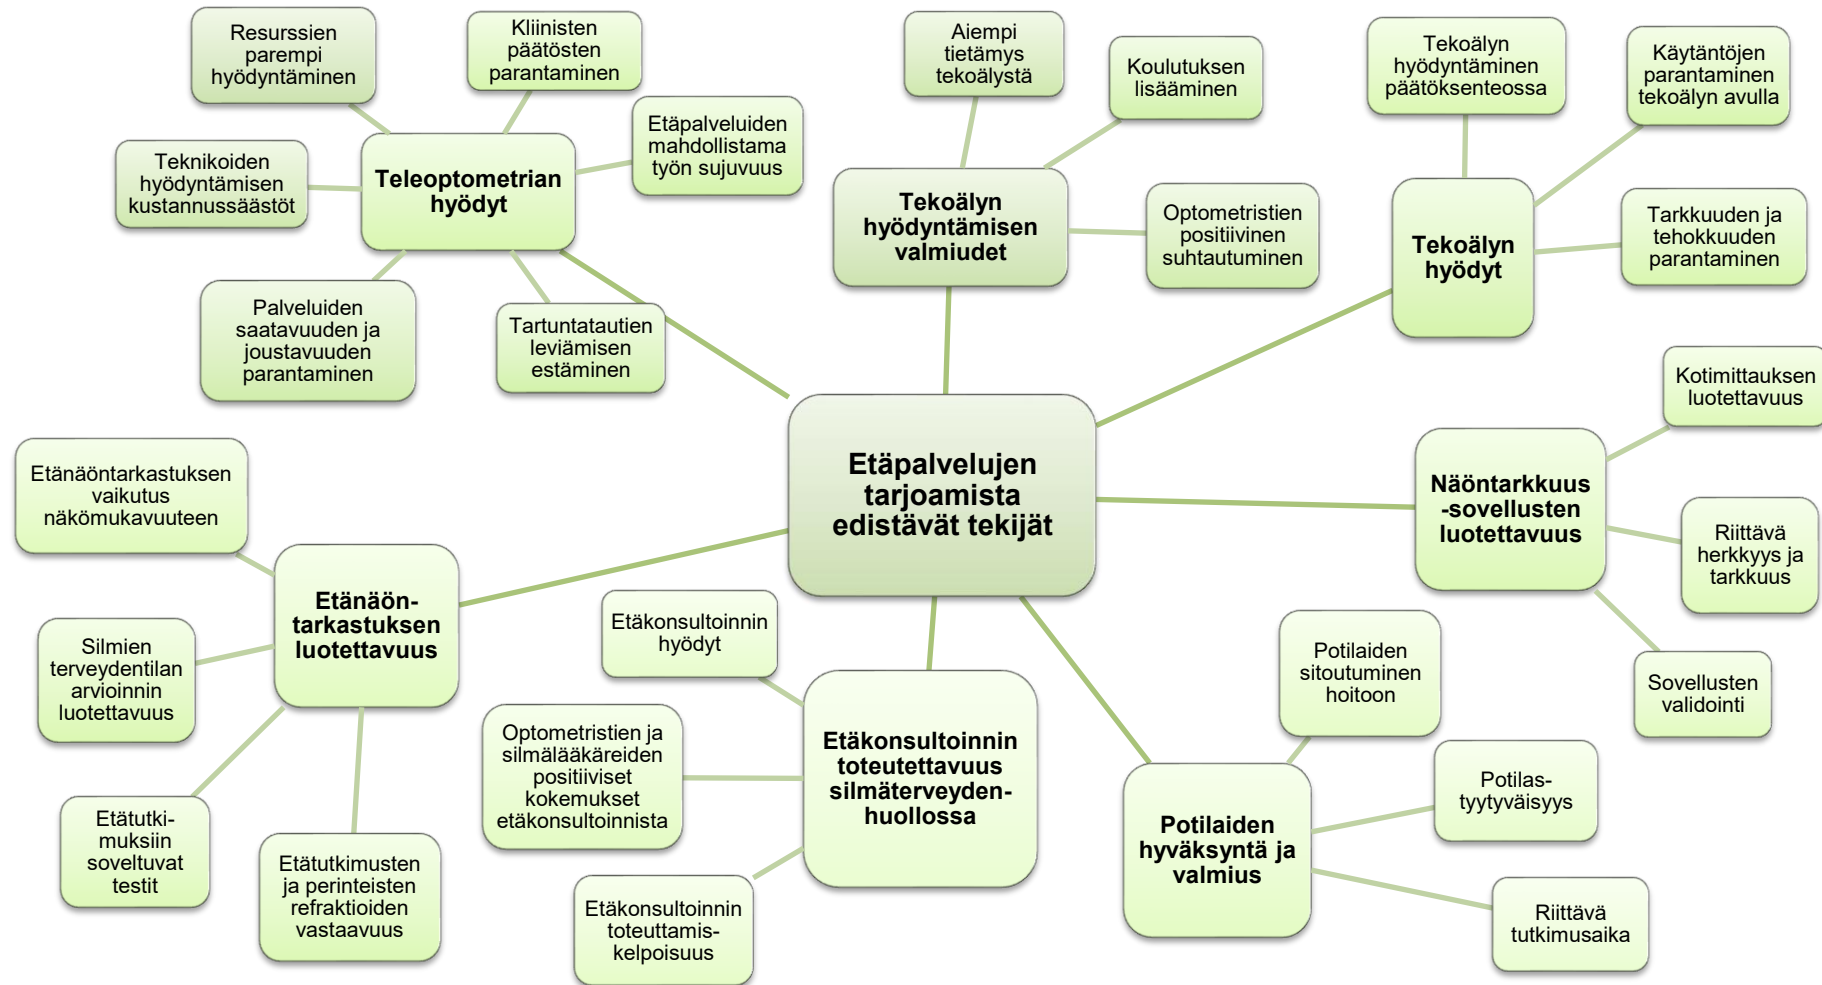 Resurssien
parempi
hyödyntäminen
Kliinisten
päätösten
parantaminen
Etäpalveluiden
mahdollistama
työn sujuvuus
Teknikoiden
hyödyntämisen
kustannussäästöt
Teleoptometrian
hyödyt
Palveluiden
saatavuuden ja
joustavuuden
parantaminen
Tartuntatautien
leviämisen
estäminen
Aiempi
tietämys
tekoälystä
Koulutuksen
lisääminen
Tekoälyn
hyödyntämisen
valmiudet
Optometristien
positiivinen
suhtautuminen
Tekoälyn
hyödyntäminen
päätöksenteossa
Käytäntöjen
parantaminen
tekoälyn avulla
Tekoälyn
hyödyt
Tarkkuuden ja
tehokkuuden
parantaminen
Etäpalvelujen
tarjoamista
edistävät tekijät
Kotimittauksen
luotettavuus
Näöntarkkuus
-sovellusten
luotettavuus
Riittävä
herkkyys ja
tarkkuus
Sovellusten
validointi
Etänäöntarkastuksen
vaikutus
näkömukavuuteen
Etänäön-
tarkastuksen
luotettavuus
Silmien
terveydentilan
arvioinnin
luotettavuus
Etätutki-
muksiin
soveltuvat
testit
Etätutkimusten
ja perinteisten
refraktioiden
vastaavuus
Etäkonsultoinnin
hyödyt
Optometristien ja
silmälääkäreiden
positiiviset
kokemukset
etäkonsultoinnista
Etäkonsultoinnin
toteutettavuus
silmäterveyden-
huollossa
Etäkonsultoinnin
toteuttamis-
kelpoisuus
Potilaiden
sitoutuminen
hoitoon
Potilas-
tyytyväisyys
Potilaiden
hyväksyntä ja
valmius
Riittävä
tutkimusaika